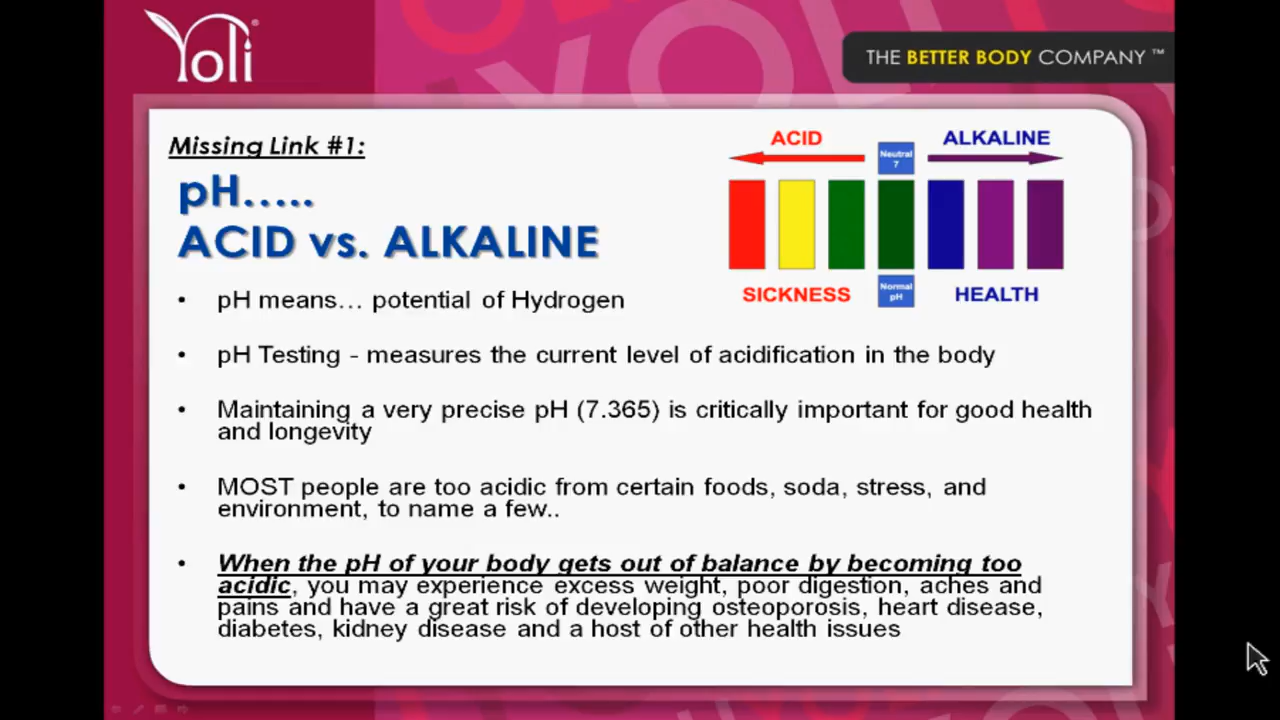 Yoli®
THE BETTER BODY COMPANY ™
Missing Link #1:
pH.....
ACID vs. ALKALINE
ACID
ALKALINE
Neutral
7
SICKNESS
Normal
pH
HEALTH
• pH means… potential of Hydrogen
• pH Testing - measures the current level of acidification in the body
• Maintaining a very precise pH (7.365) is critically important for good health
and longevity
• MOST people are too acidic from certain foods, soda, stress, and
environment, to name a few..
• When the pH of your body gets out of balance by becoming too
acidic, you may experience excess weight, poor digestion, aches and
pains and have a great risk of developing osteoporosis, heart disease,
diabetes, kidney disease and a host of other health issues